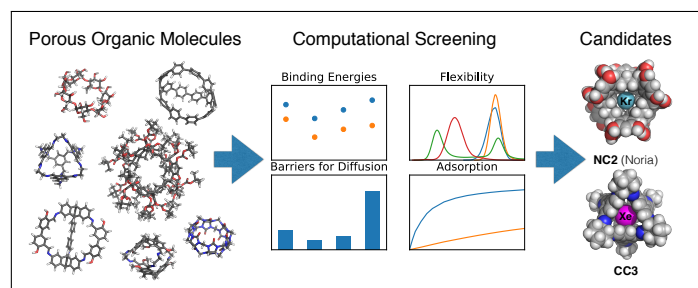 Porous Organic Molecules
Computational Screening
Candidates
Binding Energies
Flexibility
Kr
NC2 (Noria)
Barriers for Diffusion
Adsorption
Xe
CC3